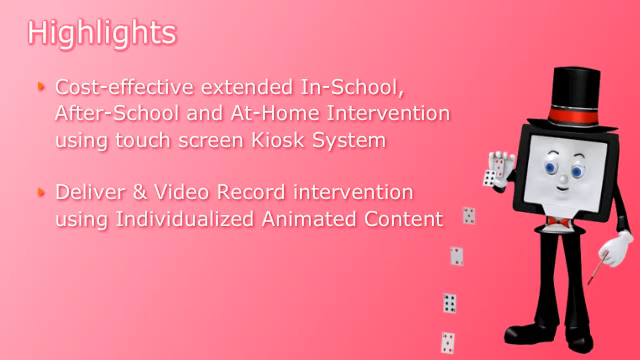 Highlights
Cost-effective extended In-School,
After-School and At-Home Intervention
using touch screen Kiosk System
Deliver & Video Record intervention
using Individualized Animated Content